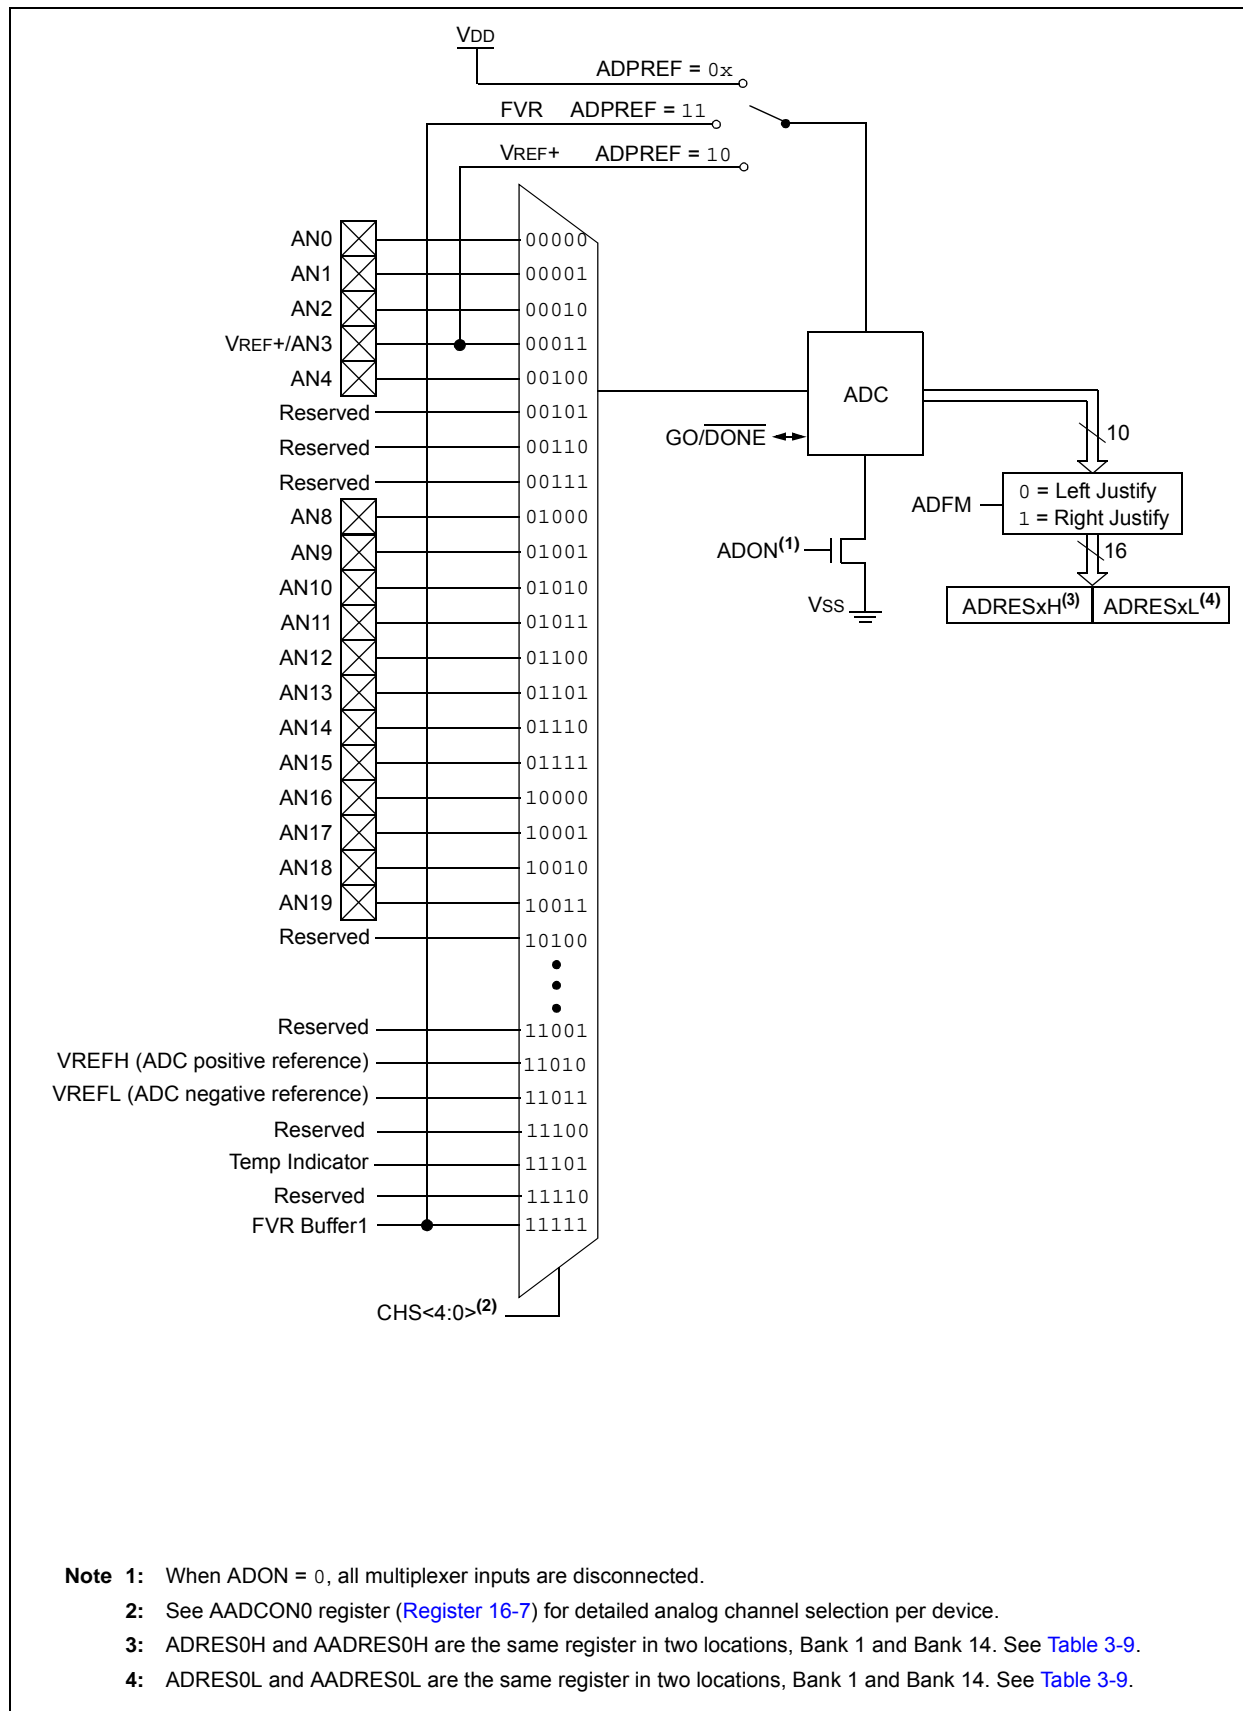 VDD
ADPREF = 0x
FVR ADPREF = 11
VREF+ ADPREF = 10
AN0 00000
AN1 00001
AN2 00010
VREF+/AN3 00011
AN4 00100
ADC
Reserved 00101
GO/DONE
10
Reserved 00110
Reserved 00111
0 = Left Justify
ADFM
1 = Right Justify
AN8 01000
AN9 01001
ADON(1)
16
AN10 01010
VSS
ADRESxH(3) ADRESxL(4)
AN11 01011
AN12 01100
AN13 01101
AN14 01110
AN15 01111
AN16 10000
AN17 10001
AN18 10010
AN19 10011
Reserved 10100
Reserved 11001
VREFH (ADC positive reference) 11010
VREFL (ADC negative reference) 11011
Reserved 11100
Temp Indicator 11101
Reserved 11110
FVR Buffer1 11111
CHS<4:0>(2)
Note 1: When ADON = 0, all multiplexer inputs are disconnected.
2: See AADCON0 register (Register 16-7) for detailed analog channel selection per device.
3: ADRES0H and AADRES0H are the same register in two locations, Bank 1 and Bank 14. See Table 3-9.
4: ADRES0L and AADRES0L are the same register in two locations, Bank 1 and Bank 14. See Table 3-9.